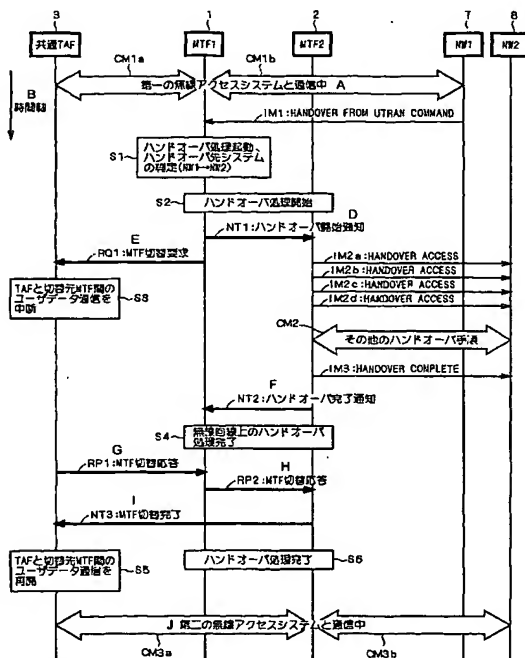 3
1
2
7
8
共通TAF
MTF1
MTF2
NW1
NW2
CM1a
CM1b
第一の無線アクセスシステムと通信中 A
B
時間軸
IM1:HANDOVER FROM UTRAN COMMAND
S1
ハンドオーバ処理起動、
ハンドオーバ先システム
の判定(NW1→NW2)
S2
ハンドオーバ処理開始
D
NT1:ハンドオーバ開始通知
E
RQ1:MTF切替要求
IM2a:HANDOVER ACCESS
IM2b:HANDOVER ACCESS
IM2c:HANDOVER ACCESS
IM2d:HANDOVER ACCESS
TAFと切替元MTF間の
ユーザデータ通信を
中断
S3
CM2
その他のハンドオーバ手順
IM3:HANDOVER COMPLETE
F
NT2:ハンドオーバ完了通知
S4
無線回線上のハンドオーバ
処理完了
G
RP1:MTF切替応答
H
RP2:MTF切替応答
I
NT3:MTF切替完了
TAFと切替先MTF間の
ユーザデータ通信を
再開
S5
ハンドオーバ処理完了
S6
J 第二の無線アクセスシステムと通信中
CM3a
CM3b